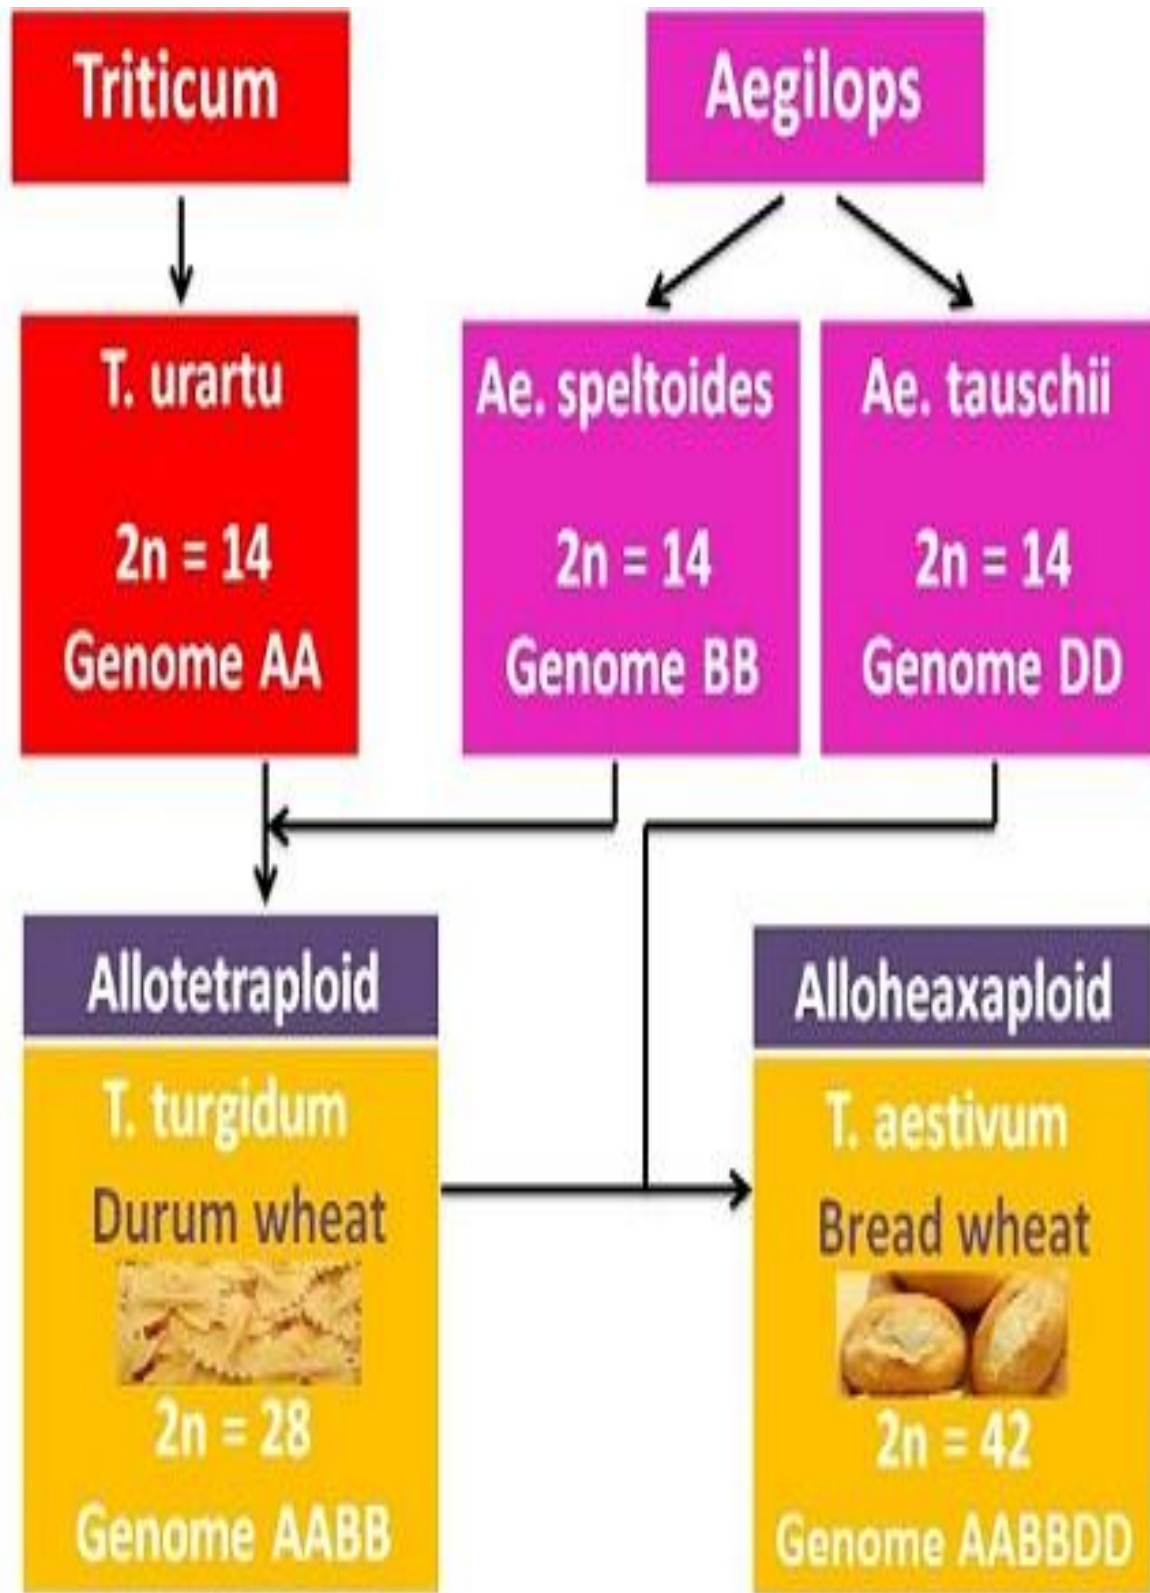 Triticum
Aegilops
T. urartu
2n = 14
Genome AA
Ae. speltoides
2n = 14
Genome BB
Ae. tauschii
2n = 14
Genome DD
Allotetraploid
T. turgidum
Durum wheat
2n = 28
Genome AABB
Alloheaxaploid
T. aestivum
Bread wheat
2n = 42
Genome AABBDD